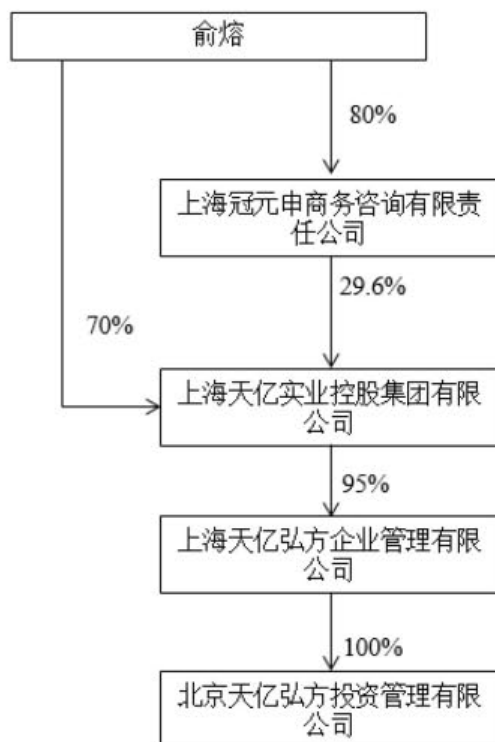 俞熔
80%
上海冠元申商务咨询有限责
任公司
29.6%
70%
上海天亿实业控股集团有限
公司
95%
上海天亿弘方企业管理有限
公司
100%
北京天亿弘方投资管理有限
公司